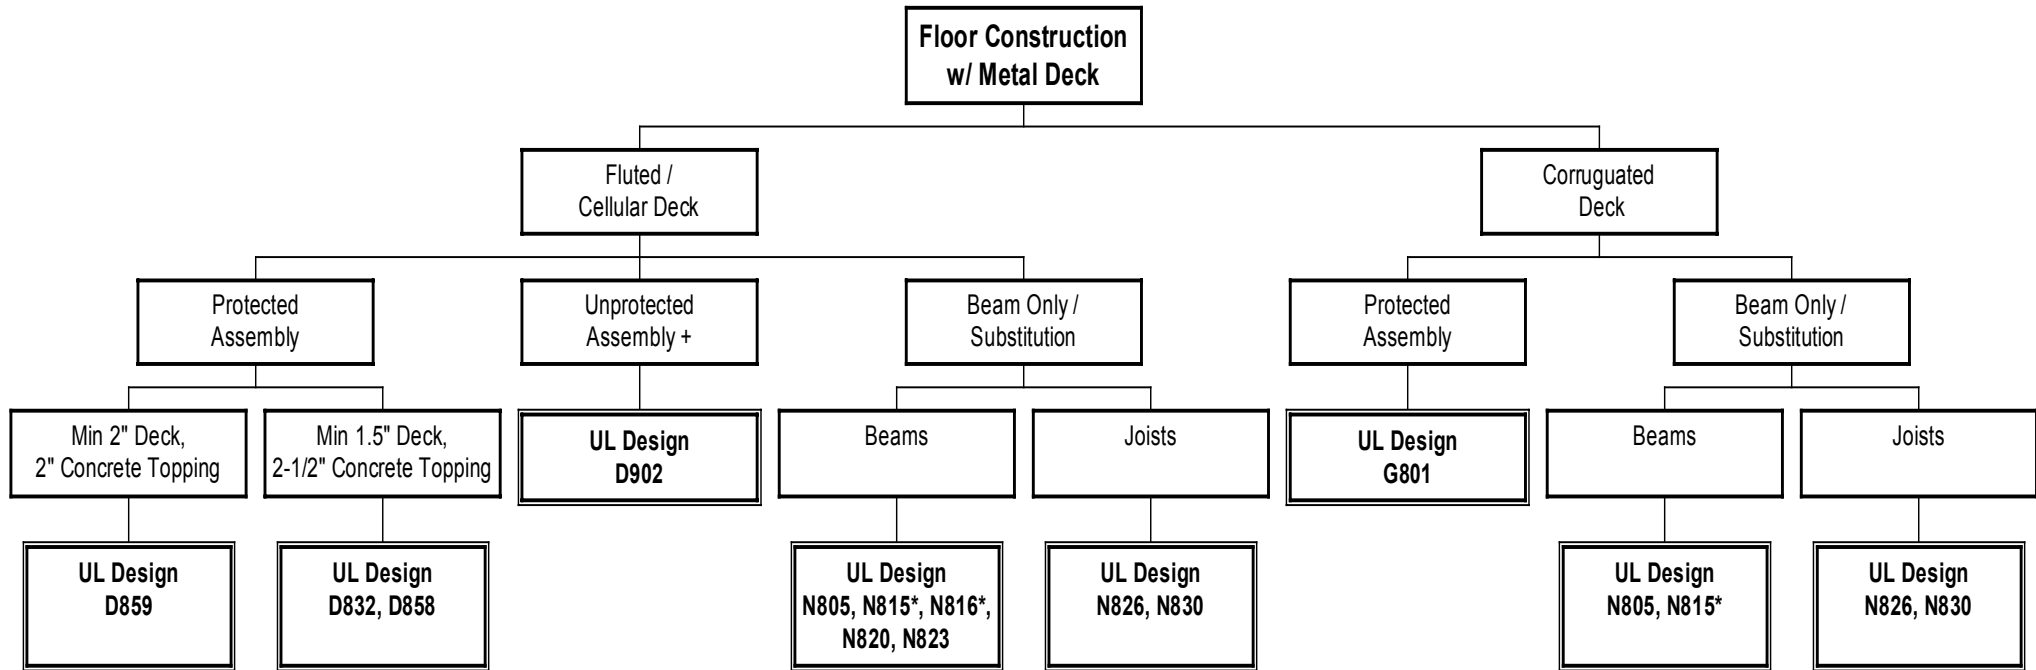 Floor Construction
w/ Metal Deck
Fluted /
Cellular Deck
Corruguated
Deck
Protected
Assembly
Unprotected
Assembly +
Beam Only /
Substitution
Protected
Assembly
Beam Only /
Substitution
Min 2" Deck,
2" Concrete Topping
Min 1.5" Deck,
2-1/2" Concrete Topping
UL Design
D902
Beams
Joists
UL Design
G801
Beams
Joists
UL Design
D859
UL Design
D832, D858
UL Design
N805, N815*, N816*,
N820, N823
UL Design
N826, N830
UL Design
N805, N815*
UL Design
N826, N830